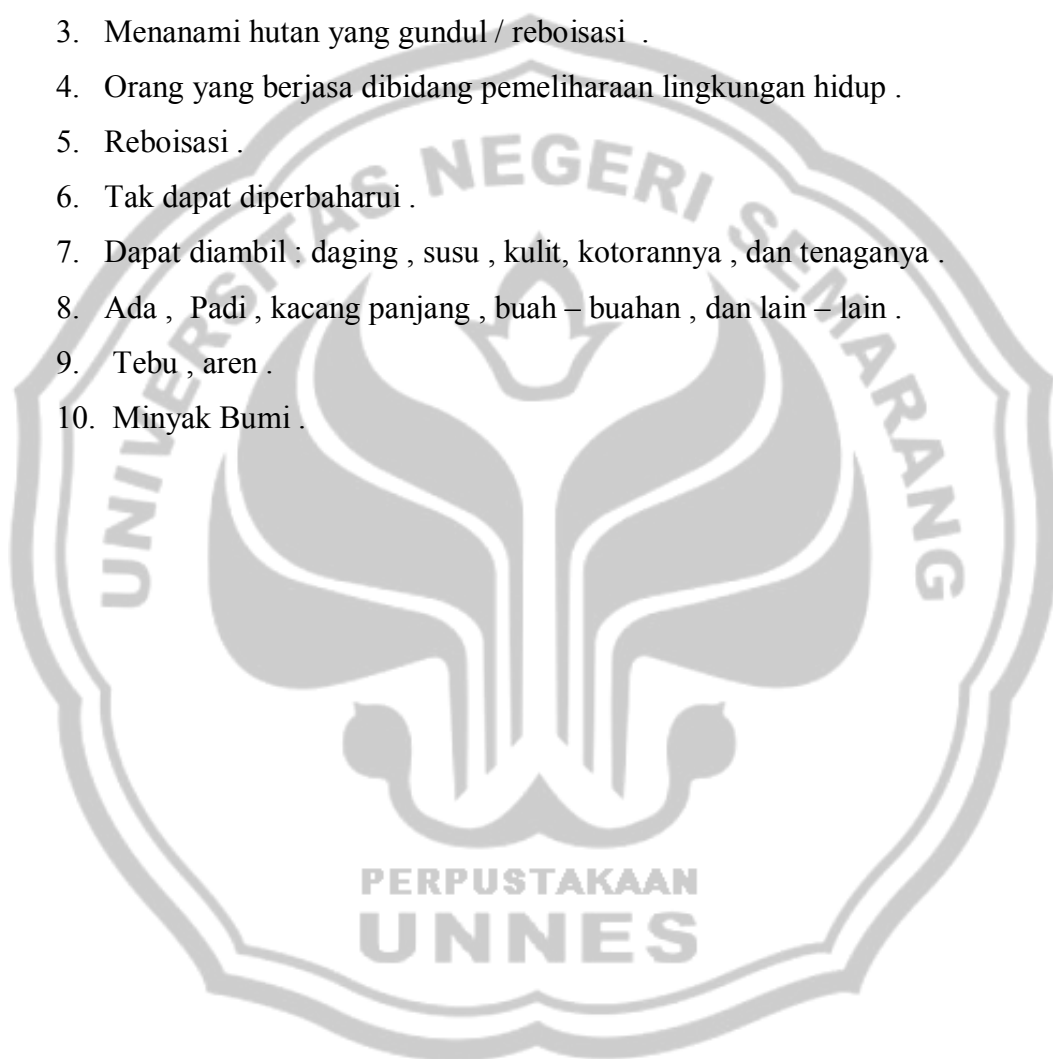 3. Menanami hutan yang gundul / reboisasi .
4. Orang yang berjasa dibidang pemeliharaan lingkungan hidup .
5. Reboisasi .
6. Tak dapat diperbaharui .
7. Dapat diambil : daging , susu , kulit, kotorannya , dan tenaganya .
8. Ada , Padi , kacang panjang , buah – buahan , dan lain – lain .
9. Tebu , aren .
10. Minyak Bumi .
UNIVERSITAS NEGERI SEMARANG
PERPUSTAKAAN
UNNES